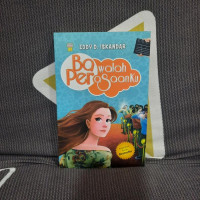 EDDY D. ISKANDAR
Bawalah
Perasaanku